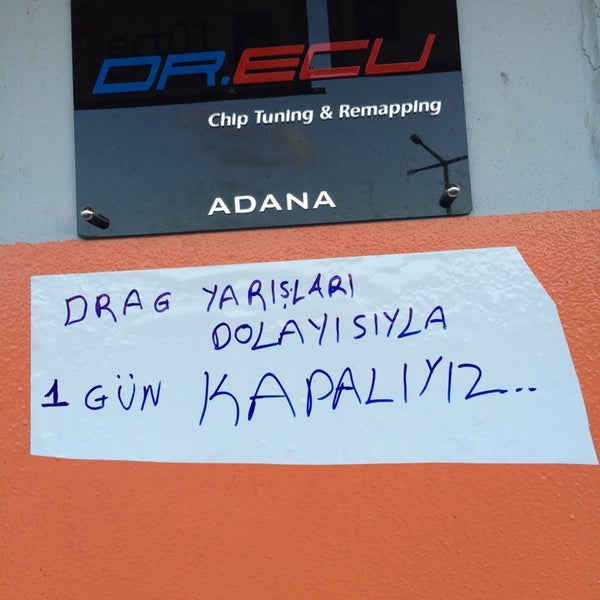 DR.ECU
Chip Tuning & Remapping
ADANA
DRAG YARIŞLARI
DOLAYISIYLA
1 GÜN KAPALIYIZ...